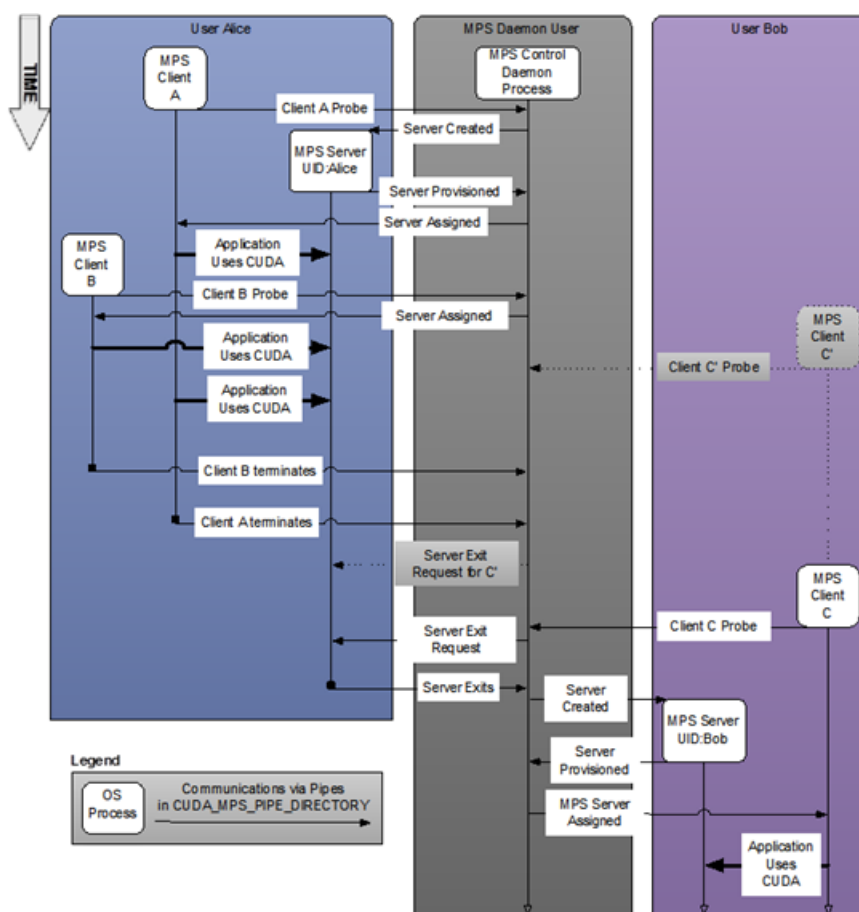 User Alice
MPS Daemon User
User Bob
TIME
MPS
Client
A
MPS Control
Daemon
Process
Client A Probe
Server Created
MPS Server
UID:Alice
Server Provisioned
Server Assigned
Application
Uses CUDA
MPS
Client
B
Client B Probe
Server Assigned
MPS
Client
C'
Application
Uses CUDA
Client C' Probe
Application
Uses CUDA
Client B terminates
Client A terminates
Server Exit
Request for C'
MPS
Client
C
Client C Probe
Server Exit
Request
Server Exits
Server
Created
MPS Server
UID:Bob
Server
Provisioned
MPS Server
Assigned
Application
Uses
CUDA
Legend
OS
Process
Communications via Pipes
in CUDA_MPS_PIPE_DIRECTORY